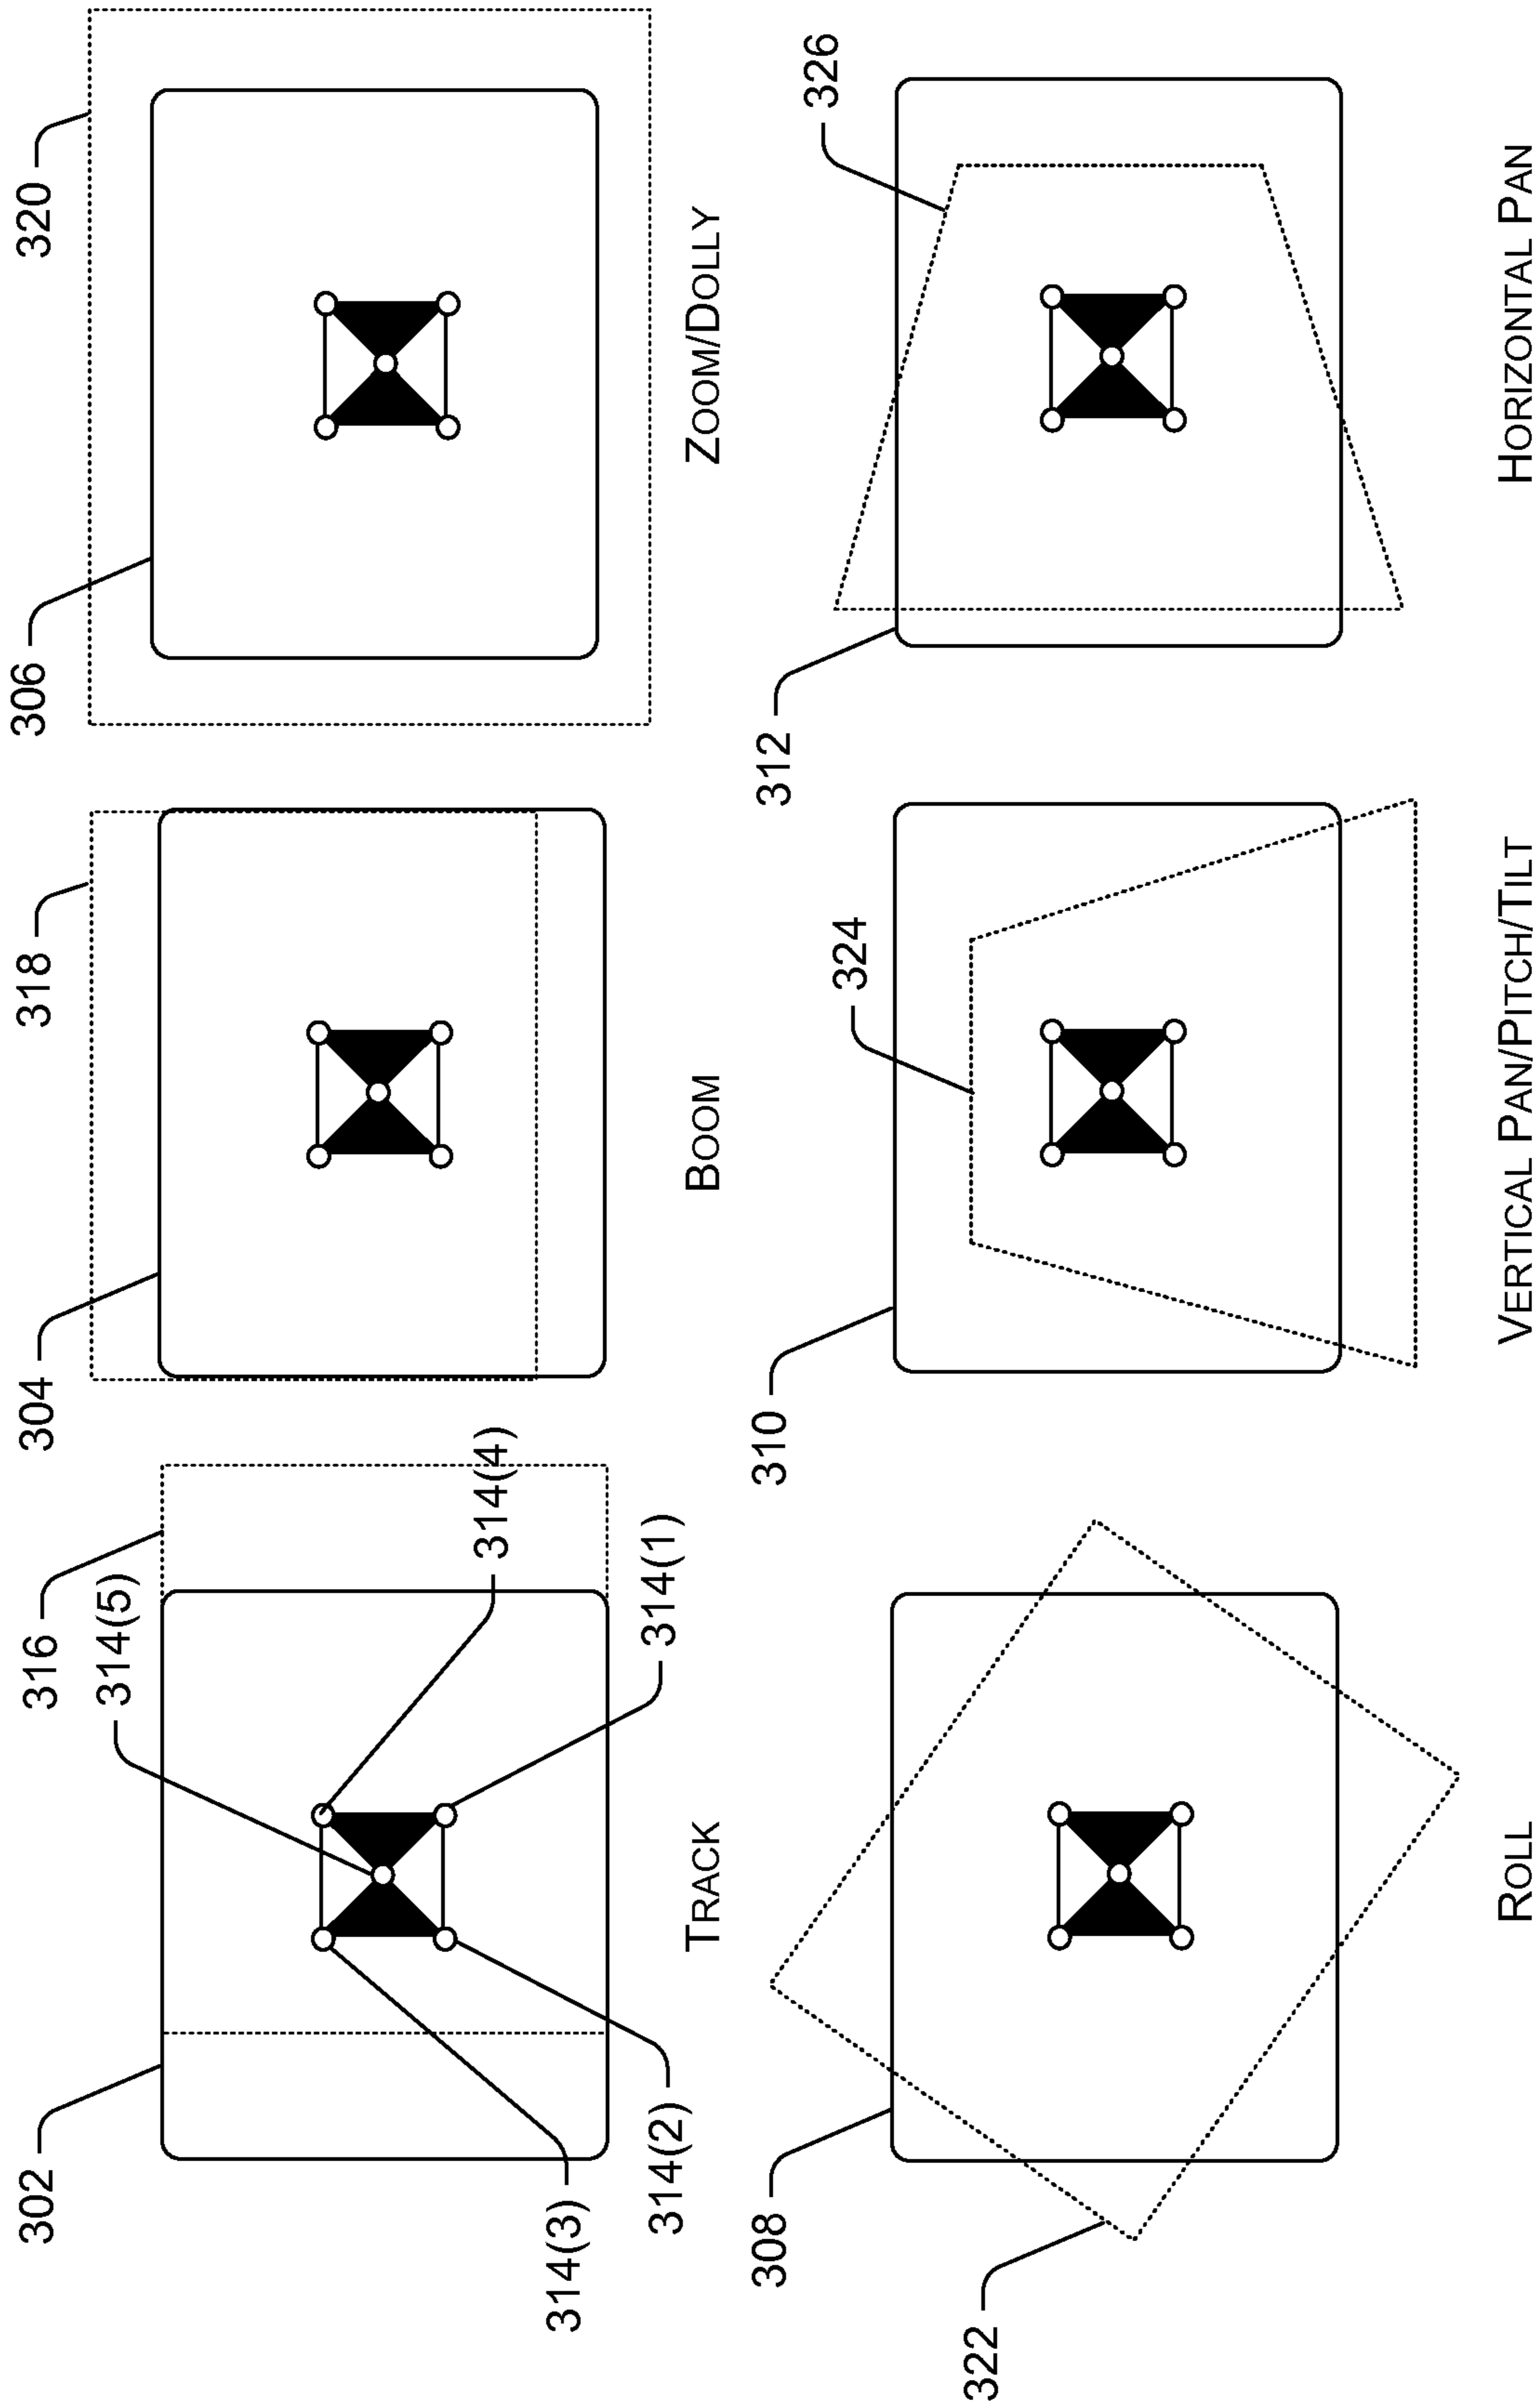 302
316
304
318
306
320
314(5)
314(4)
314(1)
314(3)
314(2)
TRACK
BOOM
ZOOM/DOLLY
308
322
310
324
312
326
ROLL
VERTICAL PAN/PITCH/TILT
HORIZONTAL PAN